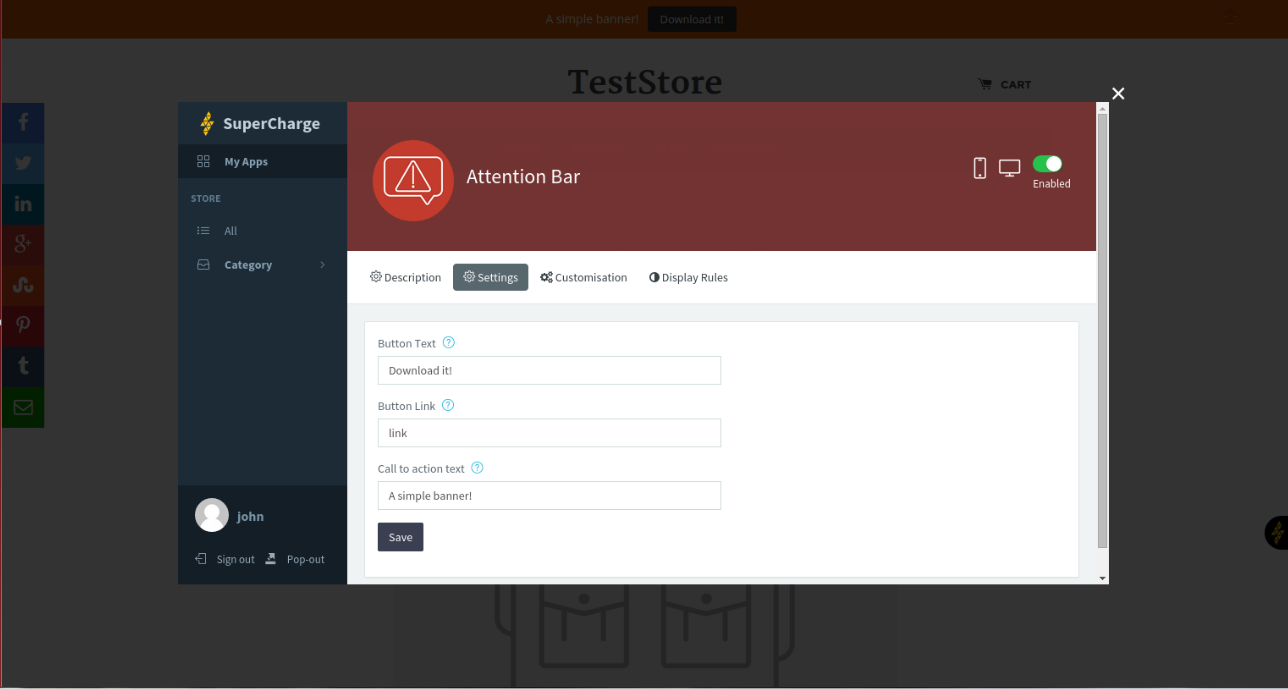 A simple banner! Download it!
TestStore
CART
SuperCharge
My Apps
STORE
All
Category
john
Sign out Pop-out
Attention Bar
Enabled
Description Settings Customisation Display Rules
Button Text ?
Download it!
Button Link ?
link
Call to action text ?
A simple banner!
Save